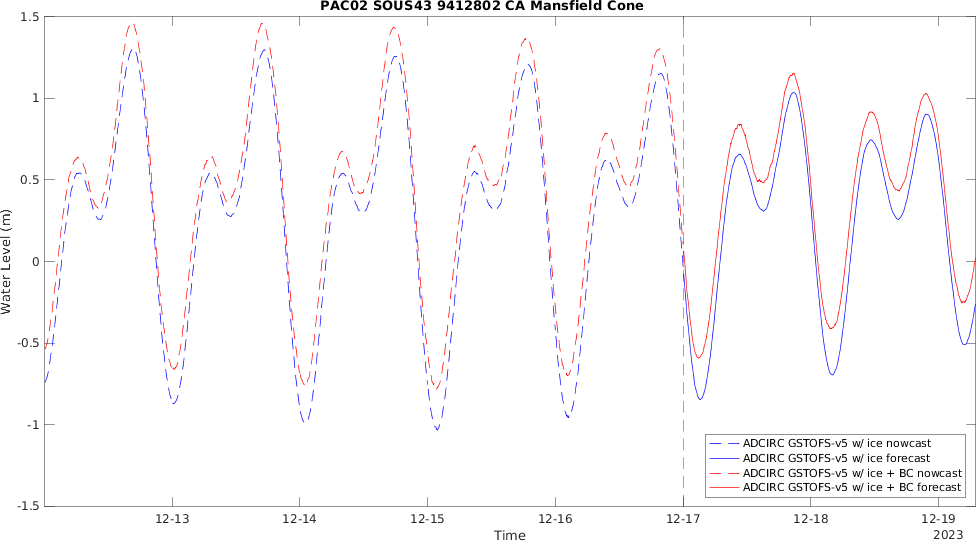 PAC02 SOUS43 9412802 CA Mansfield Cone
1.5
1
0.5
0
-0.5
-1
-1.5
Water Level (m)
12-13
12-14
12-15
12-16
12-17
12-18
12-19
Time
2023
ADCIRC GSTOFS-v5 w/ ice nowcast
ADCIRC GSTOFS-v5 w/ ice forecast
ADCIRC GSTOFS-v5 w/ ice + BC nowcast
ADCIRC GSTOFS-v5 w/ ice + BC forecast